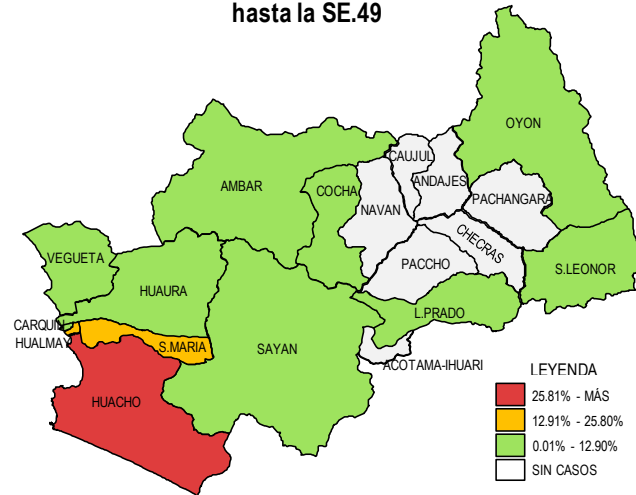 hasta la SE.49
OYON
CAUJUL
ANDAJES
AMBAR
COCHA
NAVAN
PACHANGARA
CHECRAS
VEGUETA
PACCHO
S.LEONOR
HUAURA
L.PRADO
CARQUIN
HUALMAY
S.MARIA
SAYAN
ACOTAMA-IHUARI
HUACHO
LEYENDA
25.81% - MÁS
12.91% - 25.80%
0.01% - 12.90%
SIN CASOS